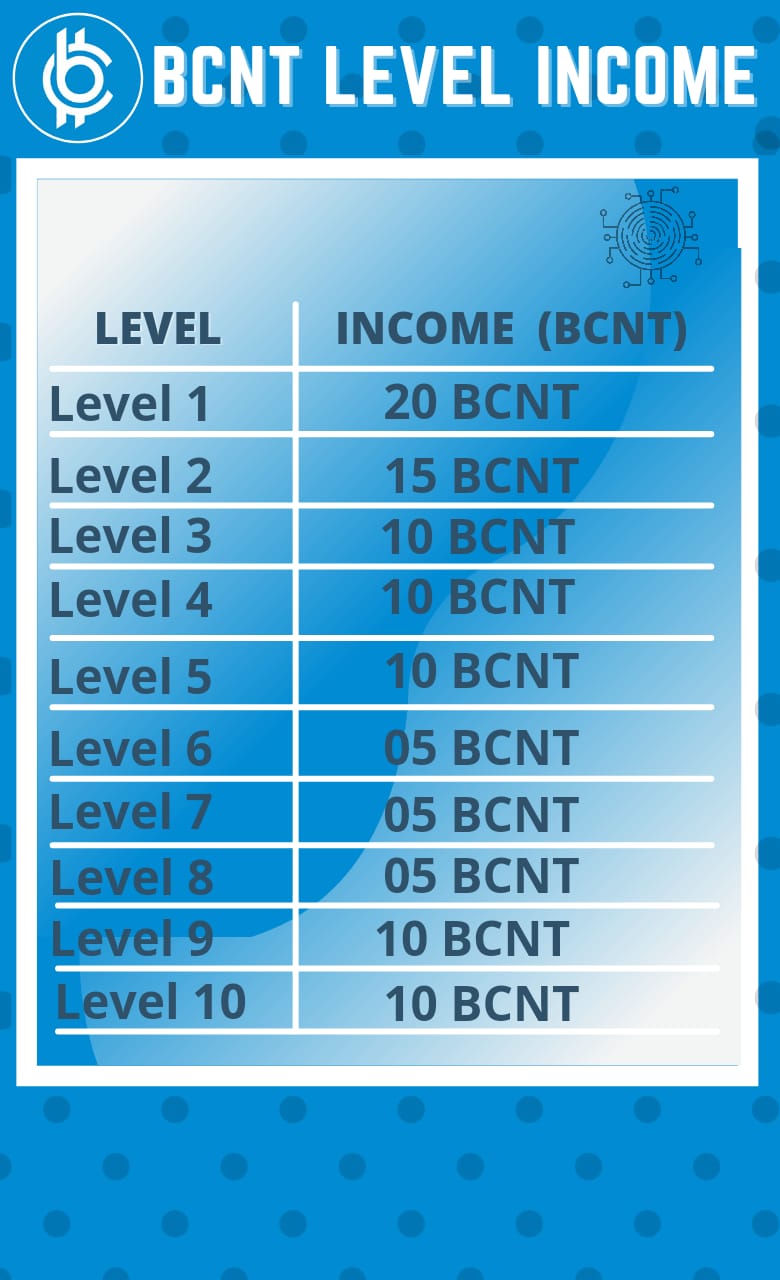 BCNT LEVEL INCOME
LEVEL INCOME (BCNT)
Level 1 20 BCNT
Level 2 15 BCNT
Level 3 10 BCNT
Level 4 10 BCNT
Level 5 10 BCNT
Level 6 05 BCNT
Level 7 05 BCNT
Level 8 05 BCNT
Level 9 10 BCNT
Level 10 10 BCNT